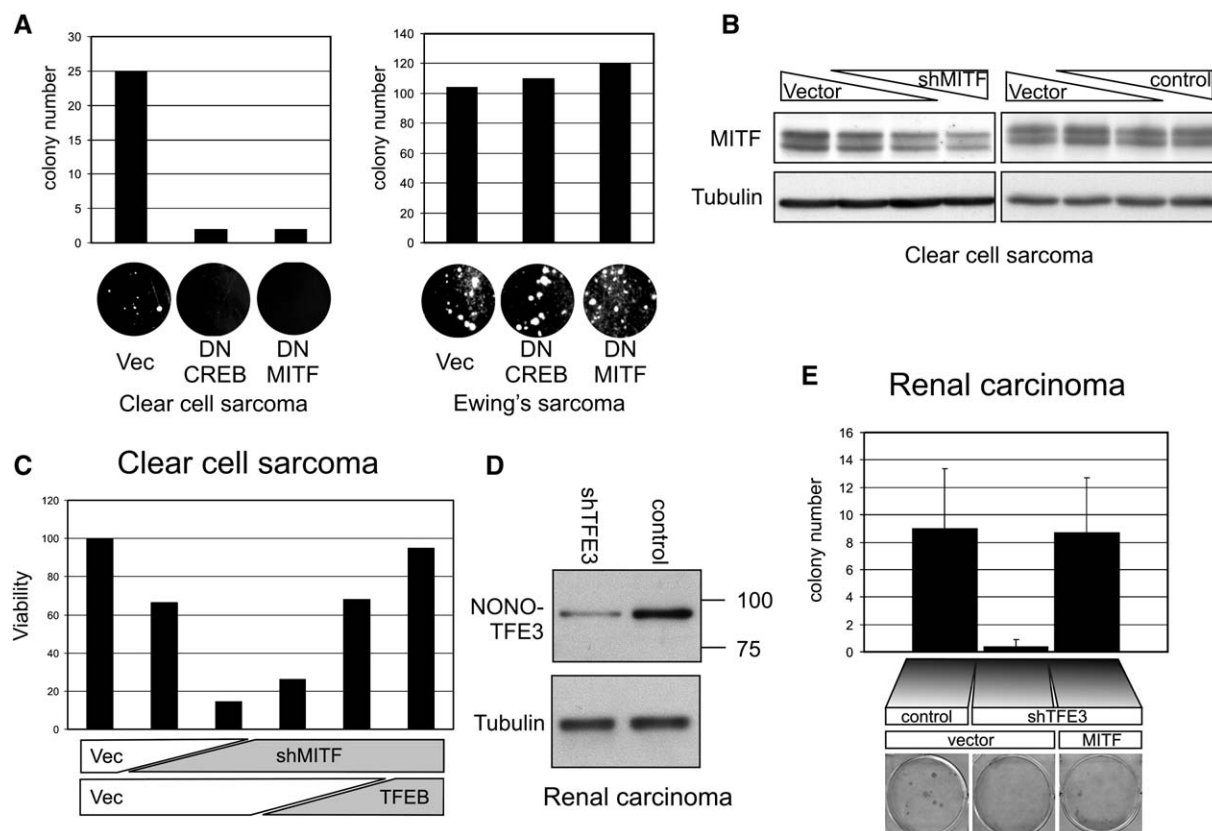 A
colony number
30
25
20
15
10
5
0
Vec
DN
CREB
DN
MITF
Clear cell sarcoma
colony number
140
120
100
80
60
40
20
0
Vec
DN
CREB
DN
MITF
Ewing's sarcoma
B
Vector
shMITF
Vector
control
MITF
Tubulin
Clear cell sarcoma
C
Clear cell sarcoma
Viability
120
100
80
60
40
20
0
Vec
shMITF
Vec
TFEB
D
shTFE3
control
NONO-
TFE3
100
75
Tubulin
Renal carcinoma
E
Renal carcinoma
colony number
16
14
12
10
8
6
4
2
0
control
shTFE3
vector
MITF